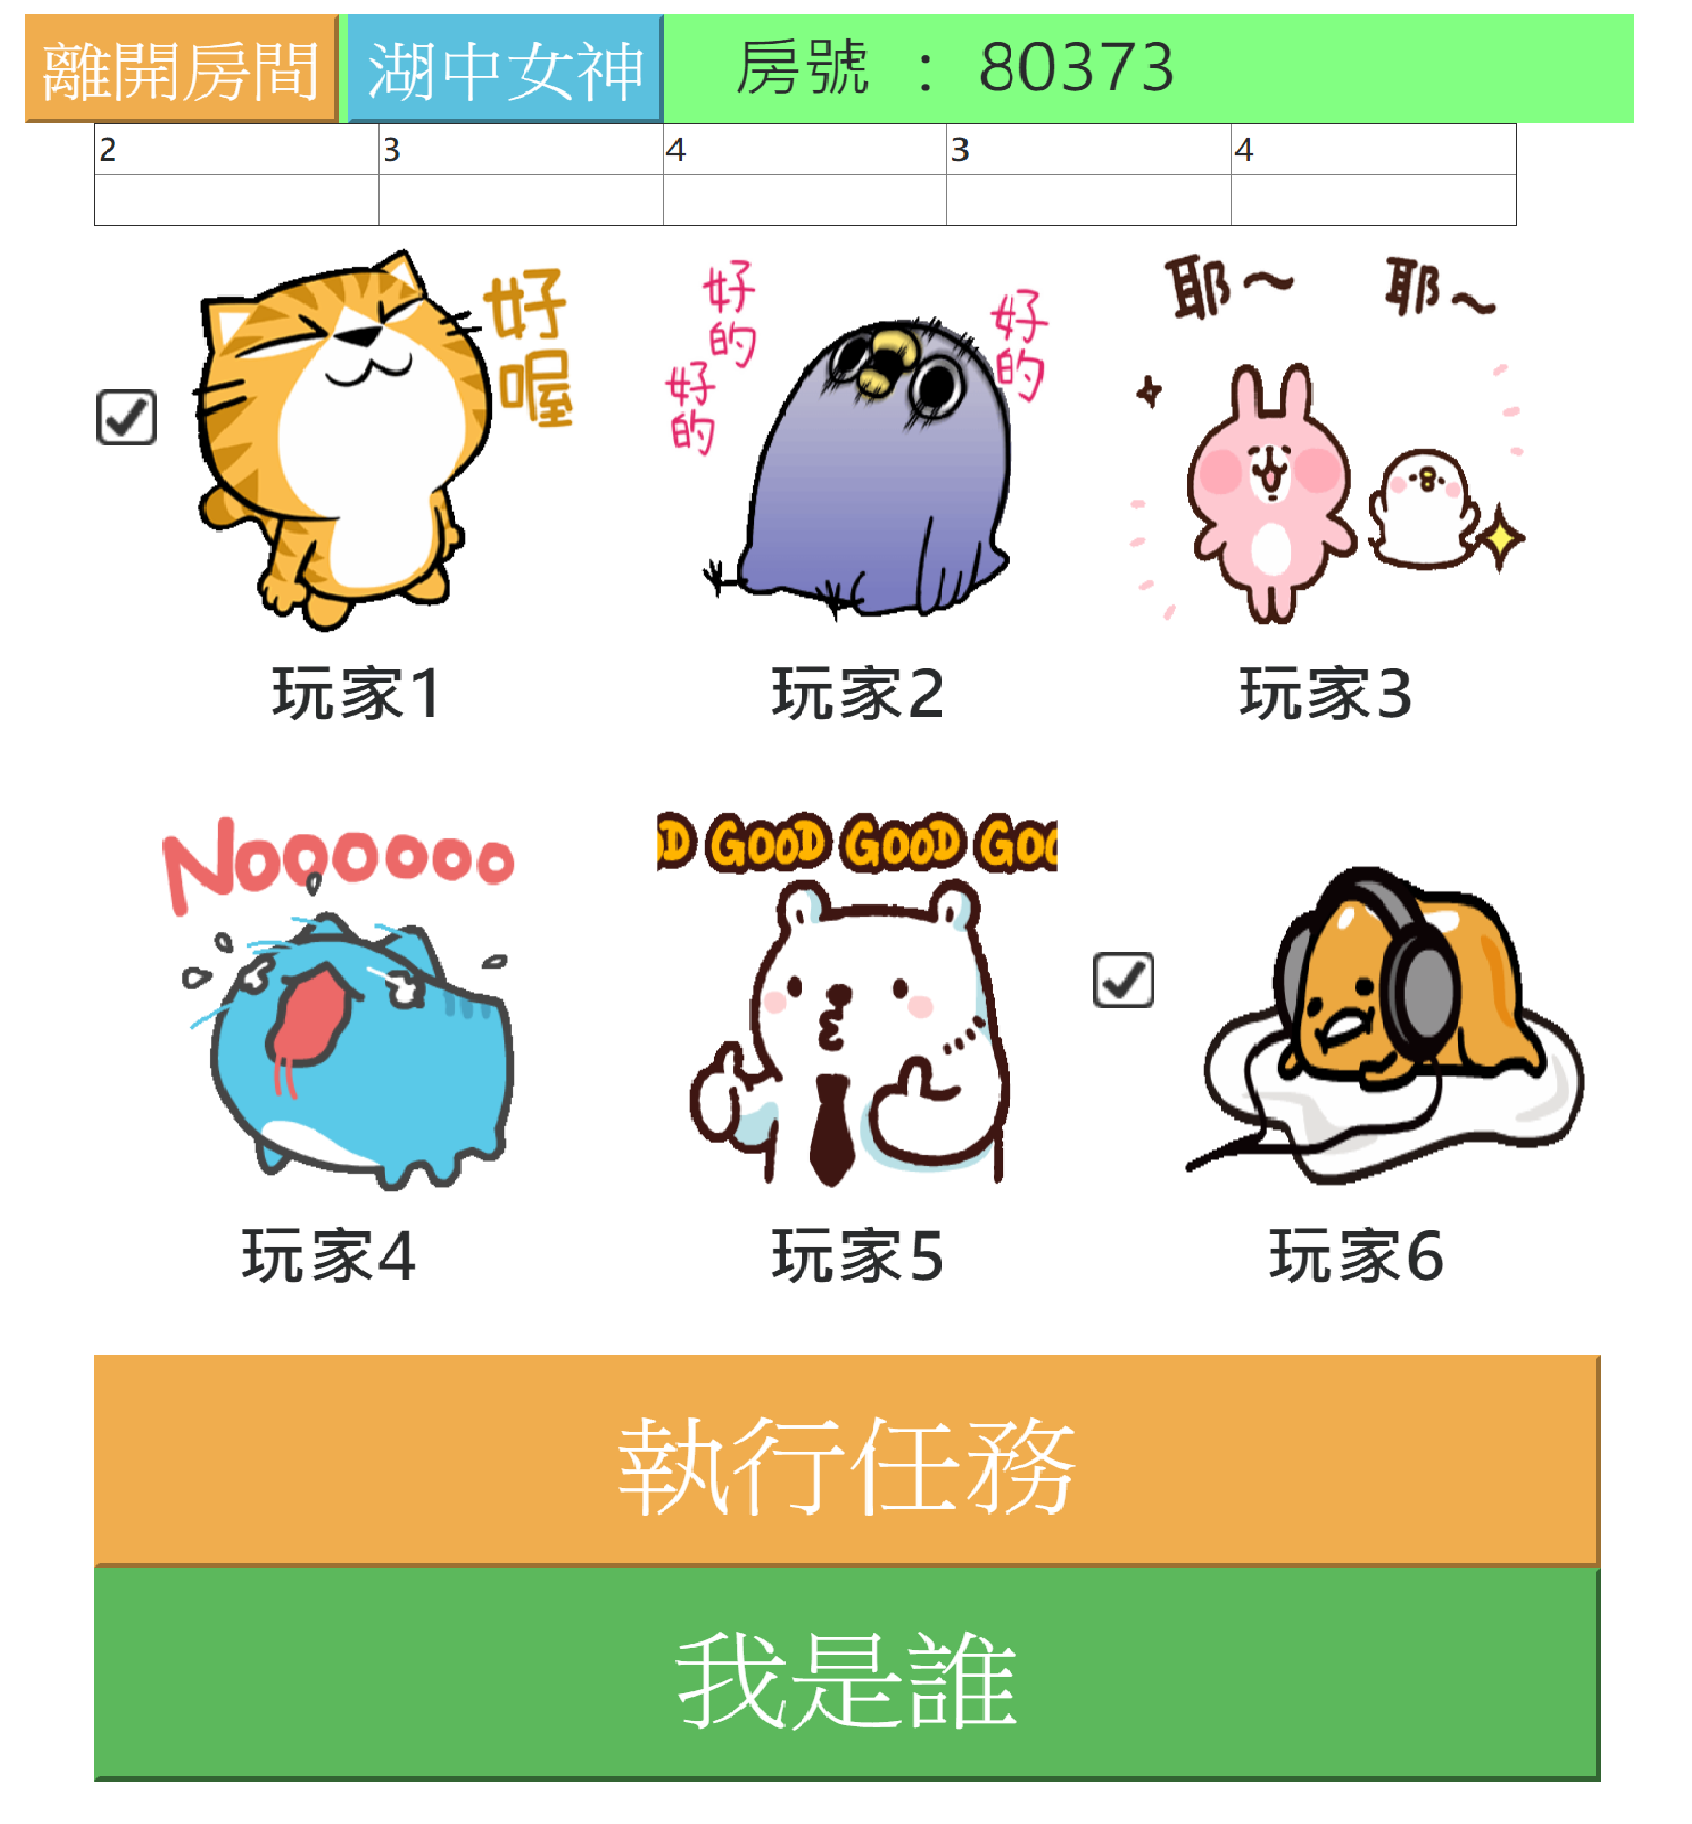 離開房間 湖中女神 房號 : 80373
2 3 4 3 4
好喔
好的
好的
好的
耶~ 耶~
玩家1 玩家2 玩家3
Noooooo
D GOOD GOOD GOO
玩家4 玩家5 玩家6
執行任務
我是誰